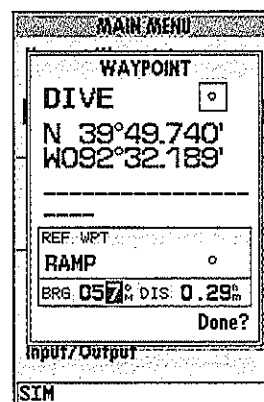 MAIN MENU
WAYPOINT
DIVE
N 39°49.740'
W092°32.189'
REF WPT
RAMP
BRG 057°M DIS 0.29nm
Done?
Input/Output
SIM